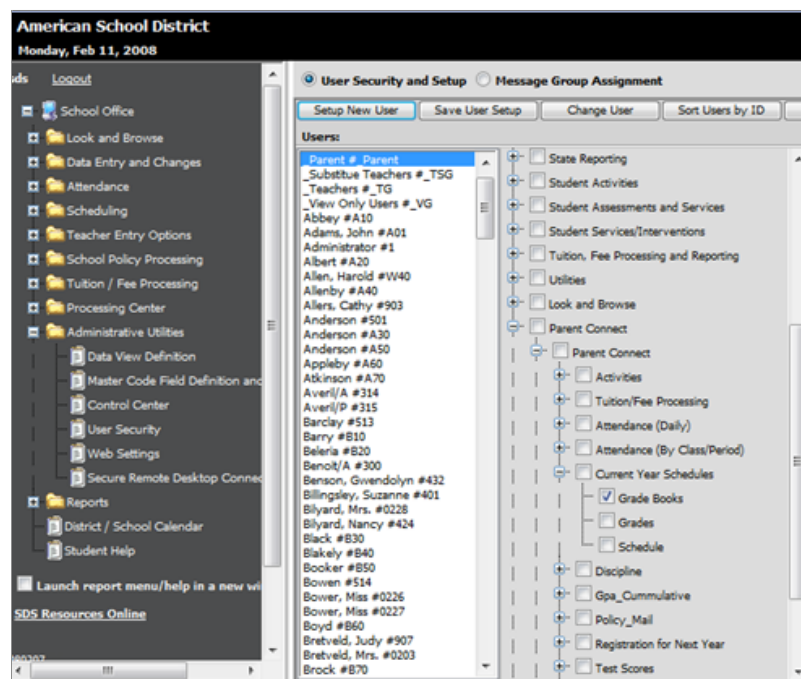 American School District
Monday, Feb 11, 2008
sds Logout
School Office
Look and Browse
Data Entry and Changes
Attendance
Scheduling
Teacher Entry Options
School Policy Processing
Tuition / Fee Processing
Processing Center
Administrative Utilities
Data View Definition
Master Code Field Definition and
Control Center
User Security
Web Settings
Secure Remote Desktop Connec
Reports
District / School Calendar
Student Help
Launch report menu/help in a new wi
SDS Resources Online
User Security and Setup Message Group Assignment
Setup New User Save User Setup Change User Sort Users by ID
Users:
_Parent #_Parent
_Substitue Teachers #_TSG
_Teachers #_TG
_View Only Users #_VG
Abbey #A10
Adams, John #A01
Administrator #1
Albert #A20
Allen, Harold #W40
Allenby #A40
Allers, Cathy #903
Anderson #501
Anderson #A30
Anderson #A50
Appleby #A60
Atkinson #A70
Averil/A #314
Averil/P #315
Barclay #513
Barry #B10
Beleria #B20
Benoit/A #300
Benson, Gwendolyn #432
Billingsley, Suzanne #401
Bilyard, Mrs. #0228
Bilyard, Nancy #424
Black #B30
Blakely #B40
Booker #B50
Bowen #514
Bower, Miss #0226
Bower, Miss #0227
Boyd #B60
Bretveld, Judy #907
Bretveld, Mrs. #0203
Brock #B70
State Reporting
Student Activities
Student Assessments and Services
Student Services/Interventions
Tuition, Fee Processing and Reporting
Utilities
Look and Browse
Parent Connect
Parent Connect
Activities
Tuition/Fee Processing
Attendance (Daily)
Attendance (By Class/Period)
Current Year Schedules
Grade Books
Grades
Schedule
Discipline
Gpa_Cummulative
Policy_Mail
Registration for Next Year
Test Scores